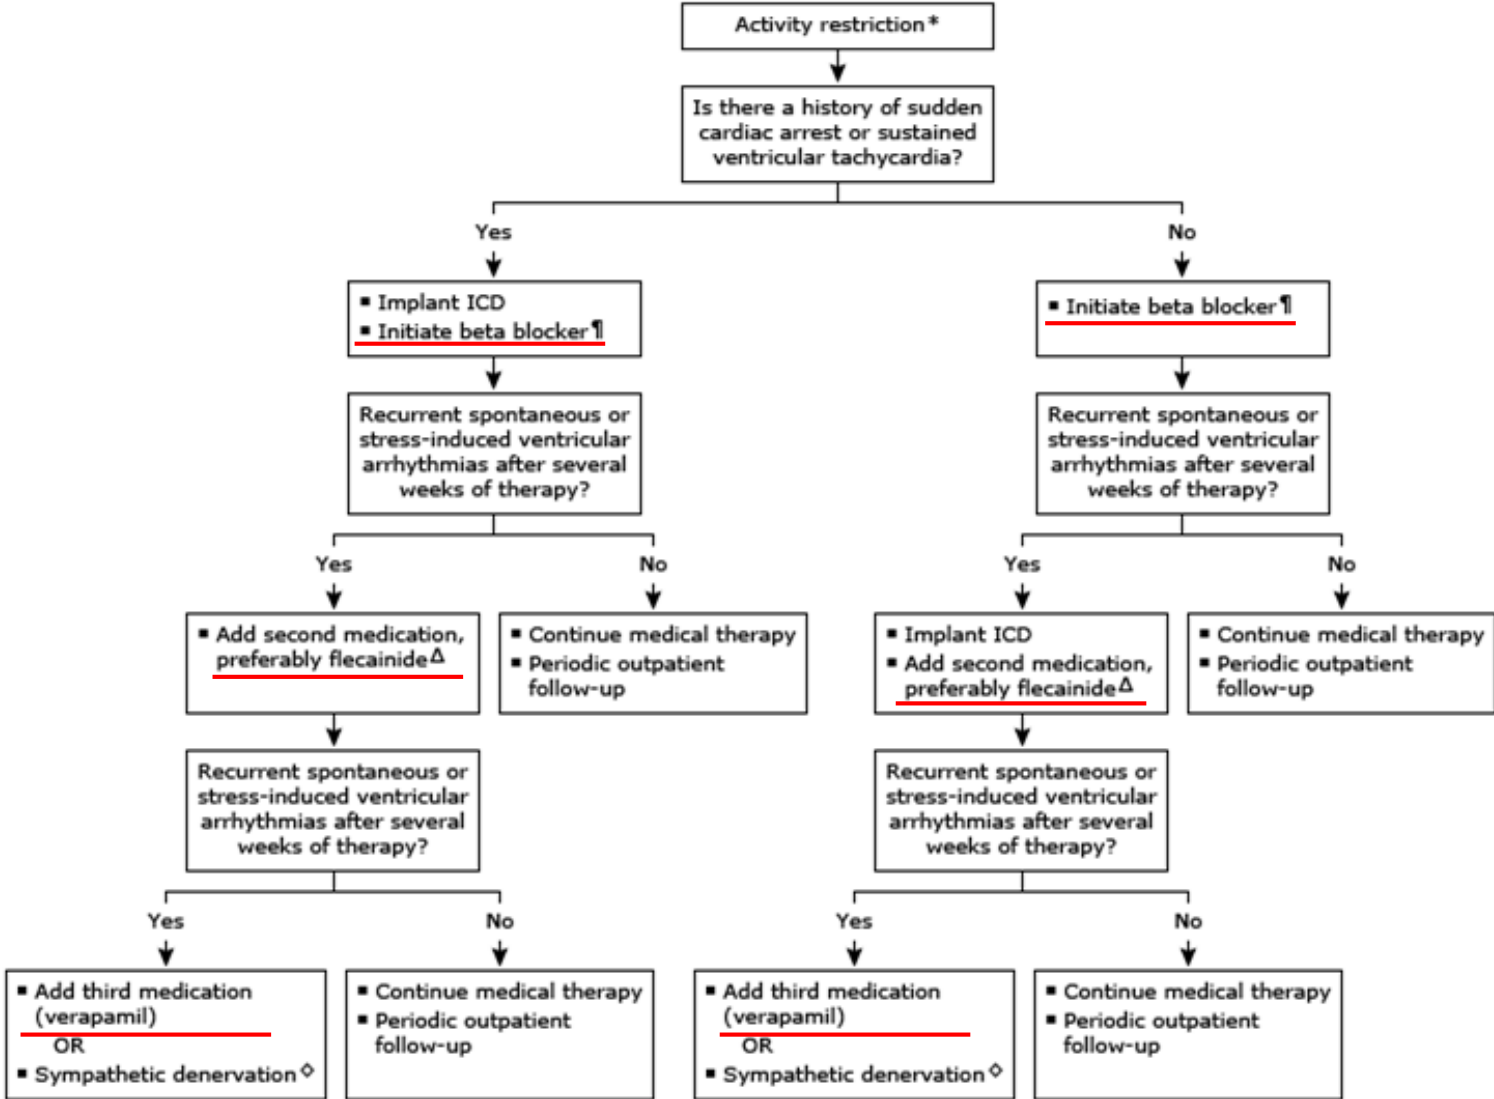 Activity restriction*
Is there a history of sudden
cardiac arrest or sustained
ventricular tachycardia?
Yes
No
▪ Implant ICD
▪ Initiate beta blocker¶
▪ Initiate beta blocker¶
Recurrent spontaneous or
stress-induced ventricular
arrhythmias after several
weeks of therapy?
Recurrent spontaneous or
stress-induced ventricular
arrhythmias after several
weeks of therapy?
Yes
No
Yes
No
▪ Add second medication,
preferably flecainideΔ
▪ Continue medical therapy
▪ Periodic outpatient
follow-up
▪ Implant ICD
▪ Add second medication,
preferably flecainideΔ
▪ Continue medical therapy
▪ Periodic outpatient
follow-up
Recurrent spontaneous or
stress-induced ventricular
arrhythmias after several
weeks of therapy?
Recurrent spontaneous or
stress-induced ventricular
arrhythmias after several
weeks of therapy?
Yes
No
Yes
No
▪ Add third medication
(verapamil)
OR
▪ Sympathetic denervation◇
▪ Continue medical therapy
▪ Periodic outpatient
follow-up
▪ Add third medication
(verapamil)
OR
▪ Sympathetic denervation◇
▪ Continue medical therapy
▪ Periodic outpatient
follow-up